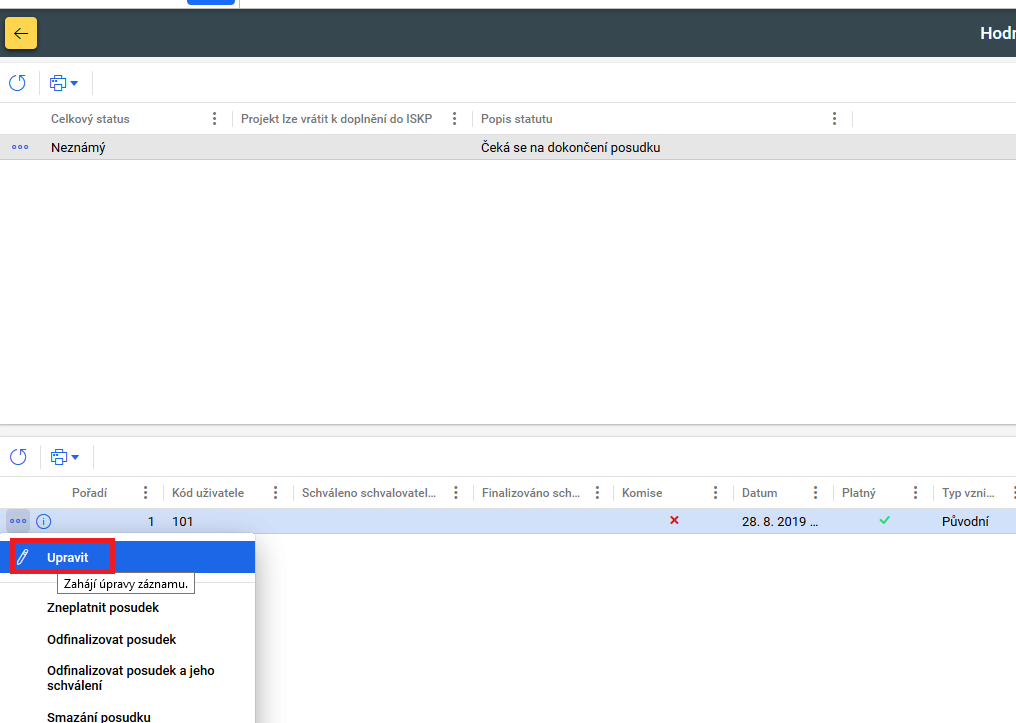 Hodn
Celkový status Projekt lze vrátit k doplnění do ISKP Popis statutu
Neznámý Čeká se na dokončení posudku
Pořadí Kód uživatele Schváleno schvalovatel... Finalizováno sch... Komise Datum Platný Typ vzni...
1 101 28. 8. 2019 ... Původní
Upravit
Zahájí úpravy záznamu.
Zneplatnit posudek
Odfinalizovat posudek
Odfinalizovat posudek a jeho
schválení
Smazání posudku